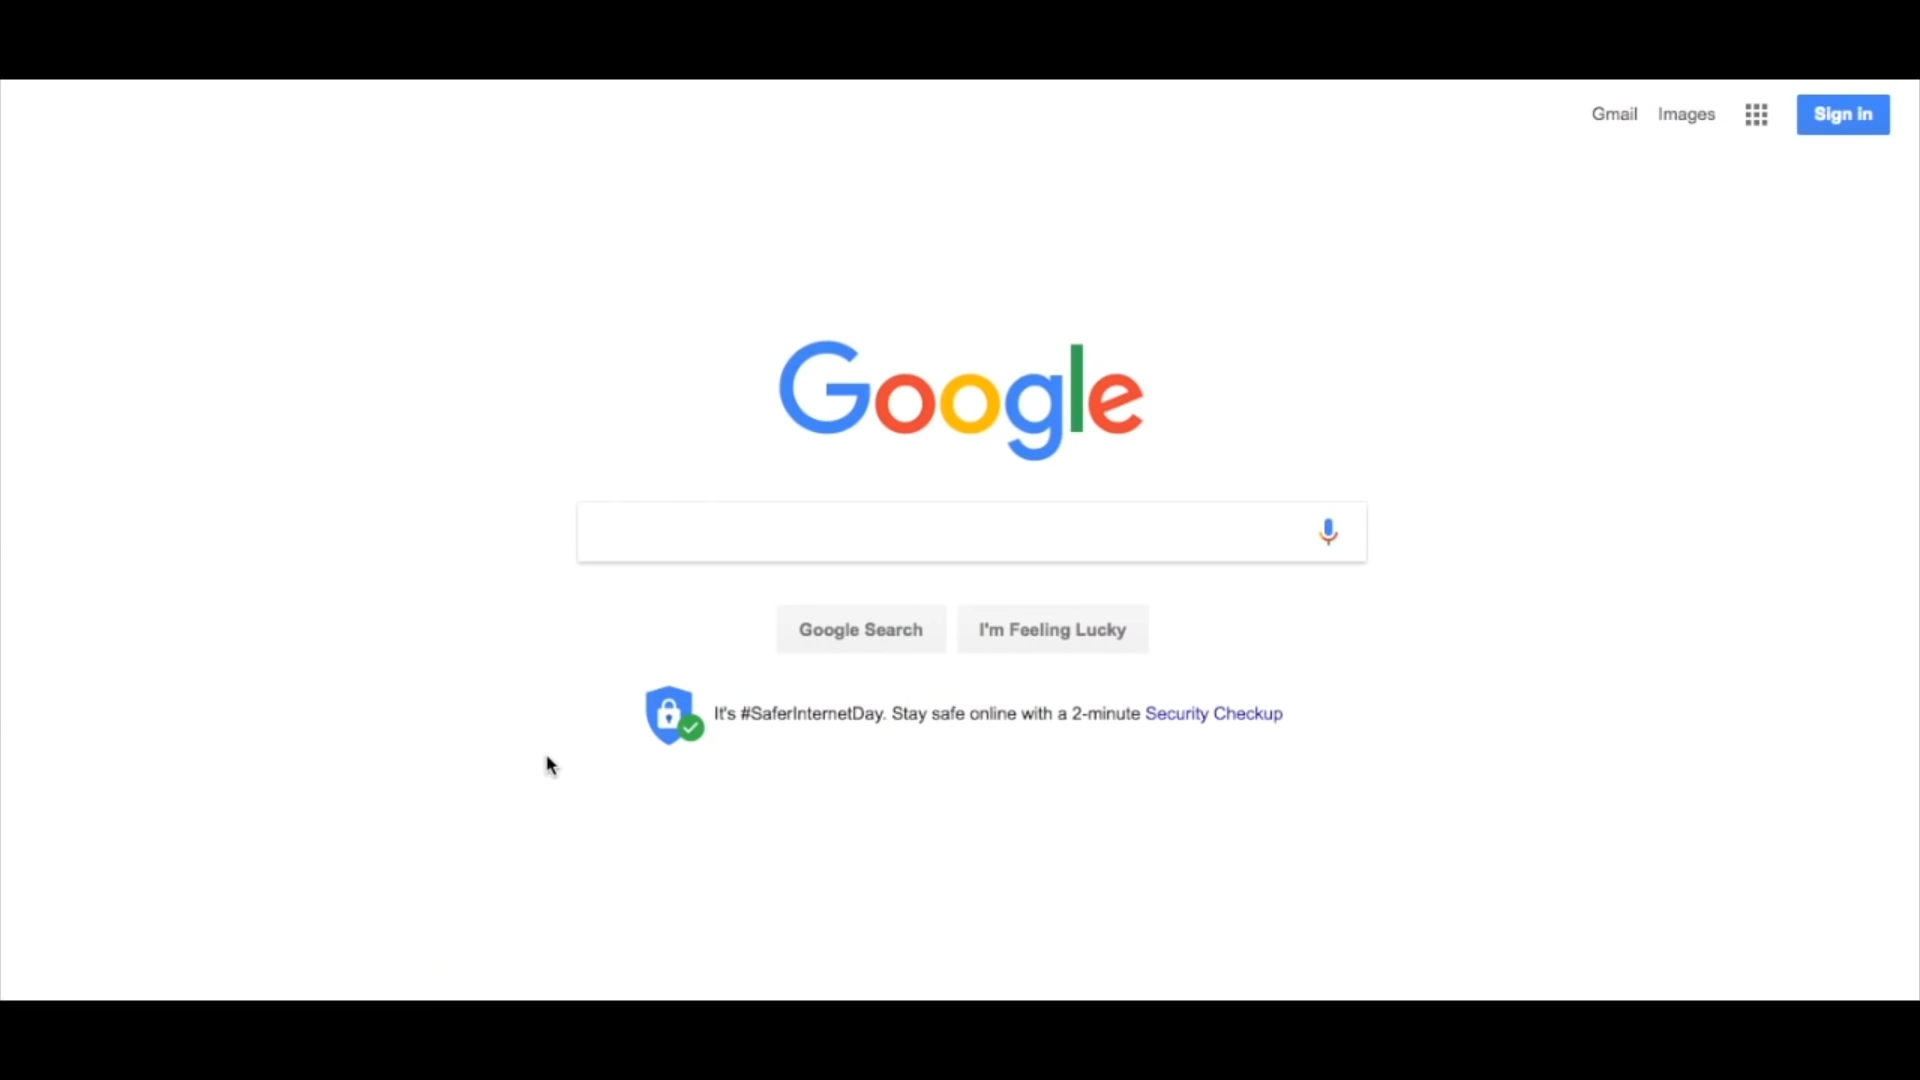 Gmail Images Sign in
Google
Google Search I'm Feeling Lucky
It's #SaferInternetDay. Stay safe online with a 2-minute Security Checkup